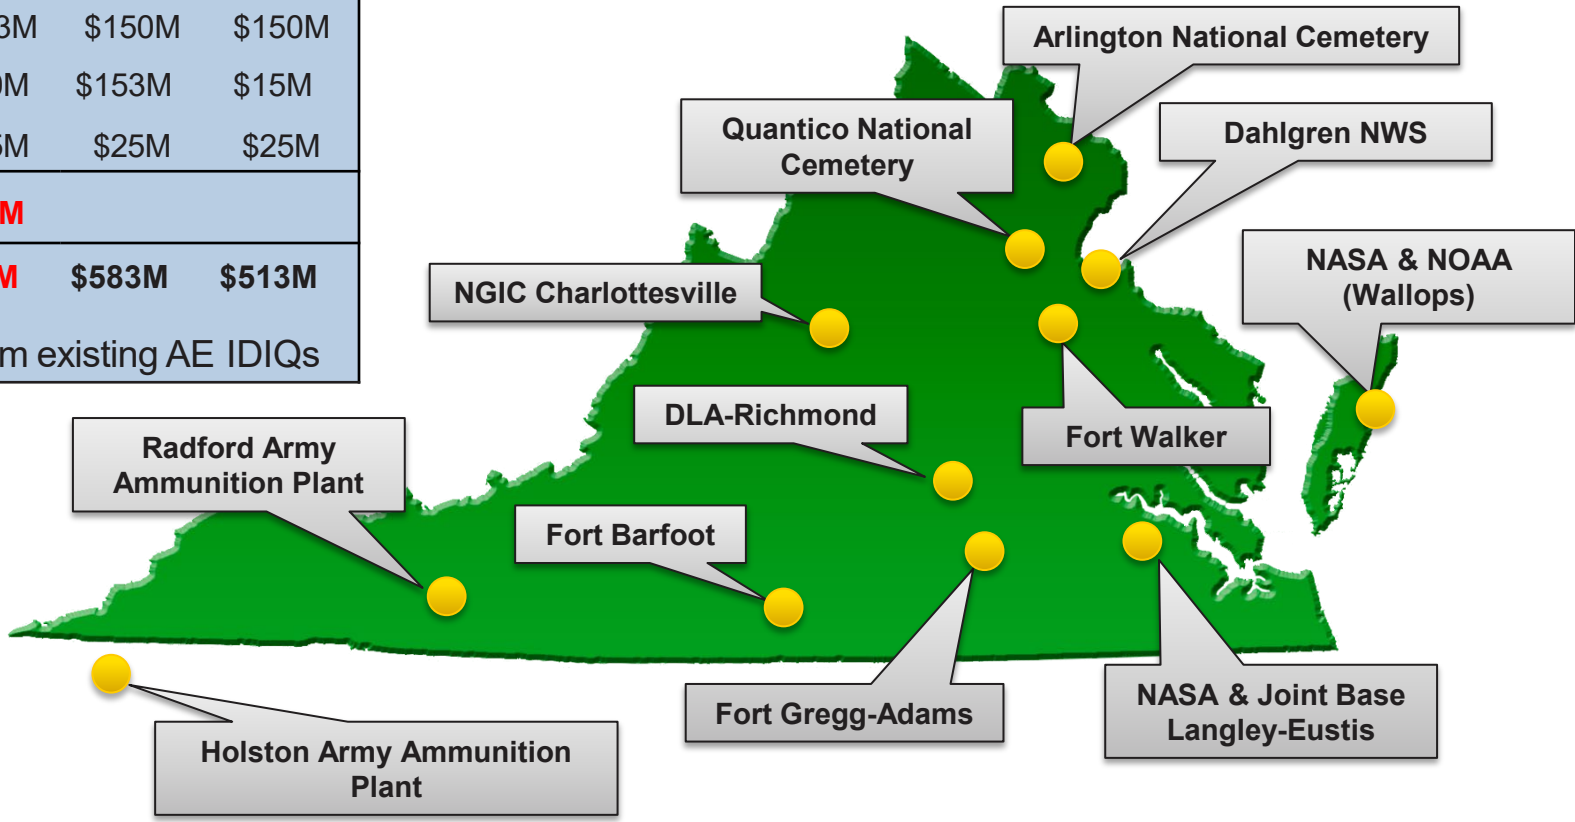 $150M $150M
$153M $15M
$25M $25M
$583M $513M
existing AE IDIQs
Arlington National Cemetery
Quantico National
Cemetery
Dahlgren NWS
NASA & NOAA
(Wallops)
NGIC Charlottesville
DLA-Richmond
Fort Walker
Radford Army
Ammunition Plant
Fort Barfoot
Fort Gregg-Adams
NASA & Joint Base
Langley-Eustis
Holston Army Ammunition
Plant